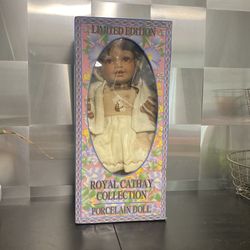 LIMITED EDITION
ROYAL CATHAY
COLLECTION
PORCELAIN DOLL